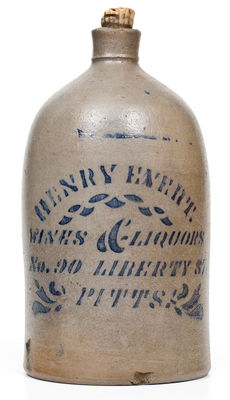 HENRY EVERT
WINES & LIQUORS
No. 90 LIBERTY ST
PITTS.